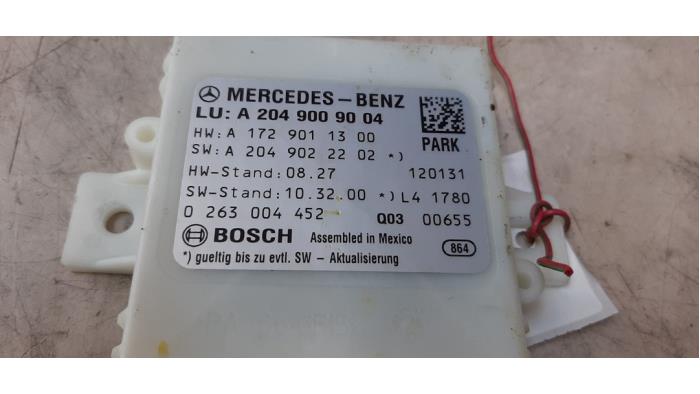 MERCEDES-BENZ
LU: A 204 900 90 04
HW: A 172 901 13 00
SW: A 204 902 22 02 *)
PARK
HW-Stand: 08.27 120131
SW-Stand: 10.32.00 *) L4 1780
0 263 004 452 Q03 00655
BOSCH Assembled in Mexico 864
*) gueltig bis zu evtl. SW - Aktualisierung